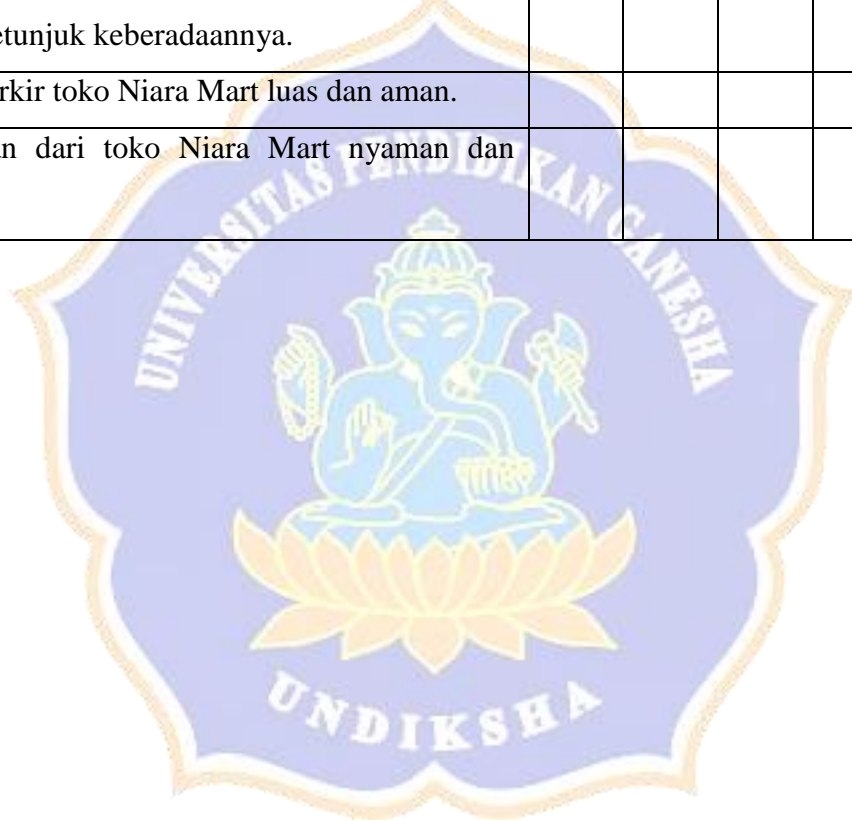 etunjuk keberadaannya.
rkir toko Niara Mart luas dan aman.
n dari toko Niara Mart nyaman dan
UNIVERSITAS PENDIDIKAN GANESHA
UNDIKSHA